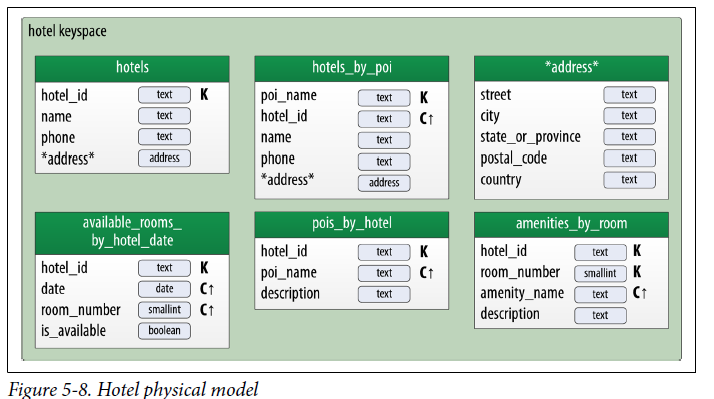 hotel keyspace
hotels
hotel_id text K
name text
phone text
*address* address
hotels_by_poi
poi_name text K
hotel_id text C↑
name text
phone text
*address* address
*address*
street text
city text
state_or_province text
postal_code text
country text
available_rooms_
by_hotel_date
hotel_id text K
date date C↑
room_number smallint C↑
is_available boolean
pois_by_hotel
hotel_id text K
poi_name text C↑
description text
amenities_by_room
hotel_id text K
room_number smallint K
amenity_name text C↑
description text
Figure 5-8. Hotel physical model